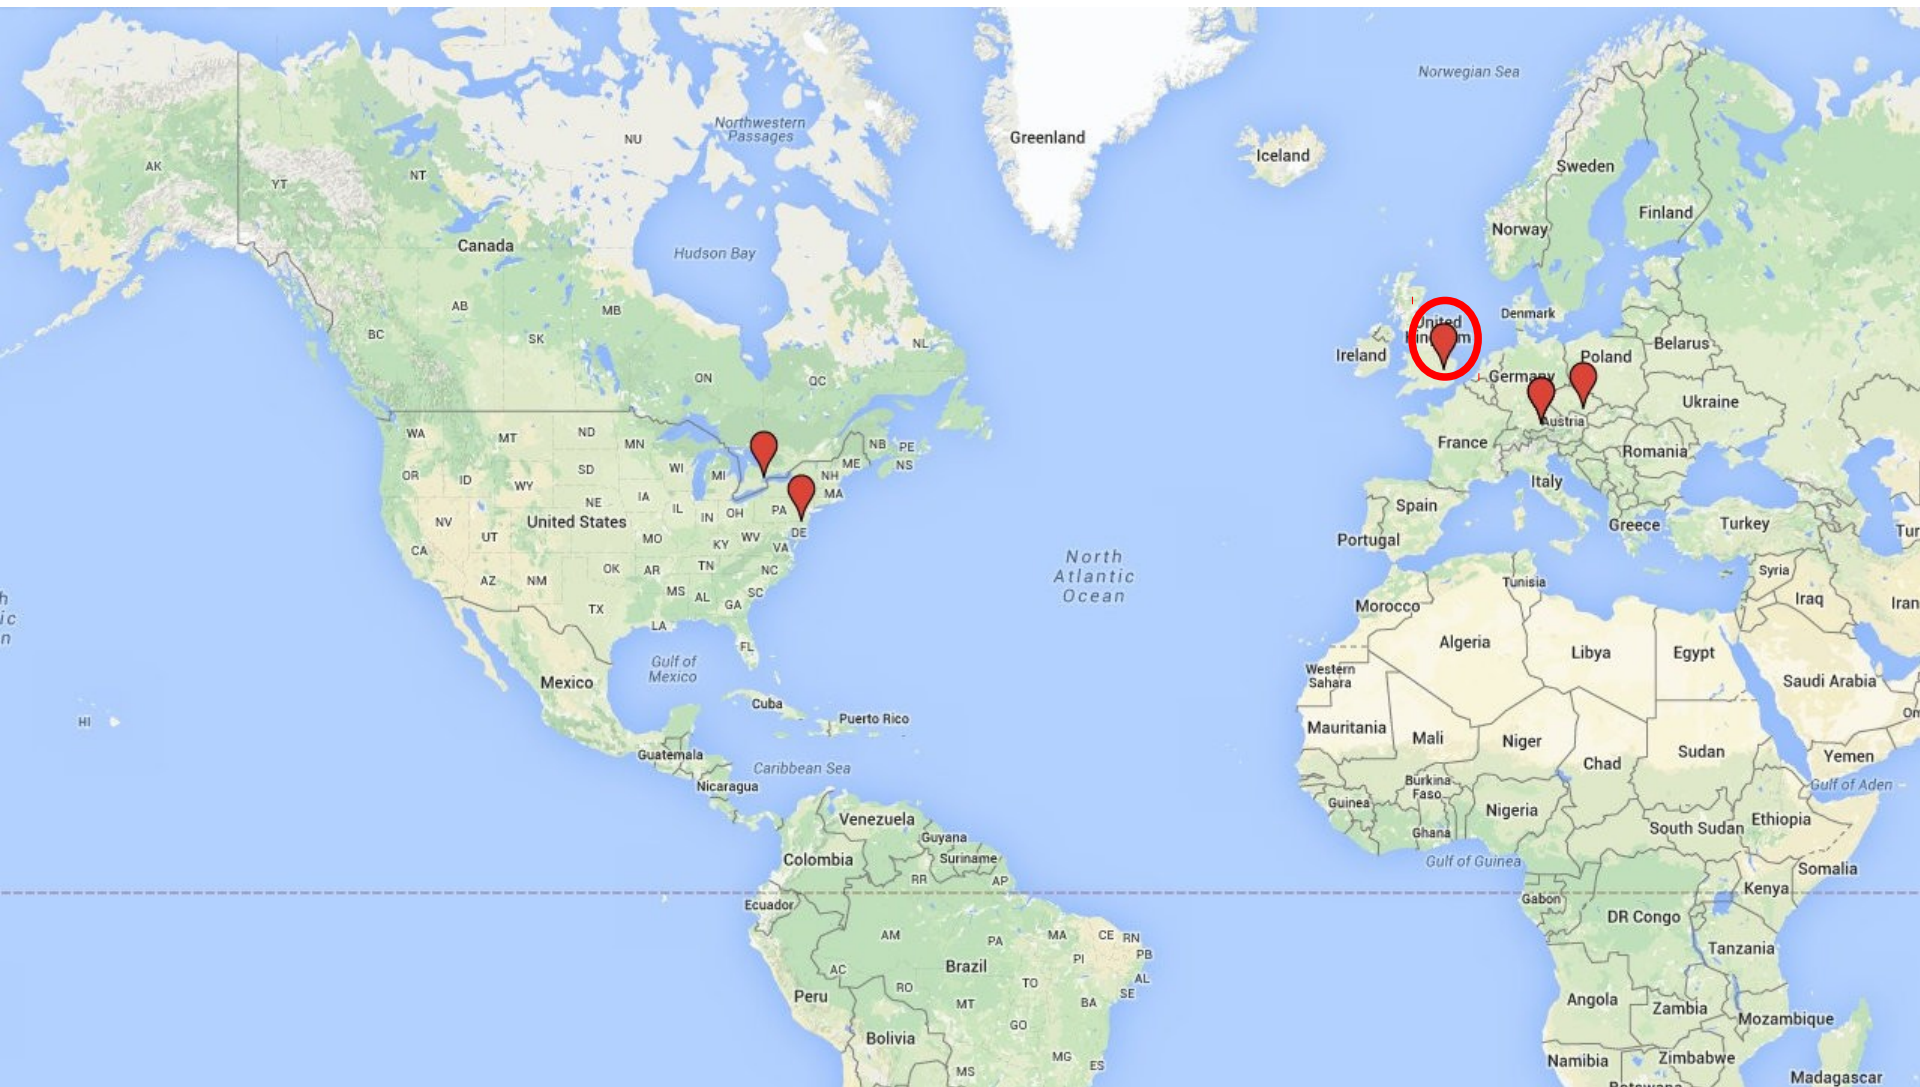 Norwegian Sea
Greenland
Iceland
Northwestern
Passages
NU
AK
YT
NT
Sweden
Finland
Norway
Canada
Hudson Bay
AB
MB
BC
SK
NL
ON
QC
United
Denmark
Ireland
Belarus
Poland
Germany
Ukraine
Austria
France
Romania
Italy
Spain
Greece
Turkey
Portugal
Tur
WA
MT
ND
MN
NB
PE
ME
NS
OR
ID
SD
WI
MI
NH
WY
MA
NE
IA
IL
IN
OH
PA
NV
United States
UT
MO
KY
WV
DE
VA
CA
AZ
NM
OK
AR
TN
NC
MS
AL
SC
GA
TX
LA
FL
North
Atlantic
Ocean
h
ic
n
Gulf of
Mexico
Mexico
HI
Cuba
Puerto Rico
Guatemala
Caribbean Sea
Nicaragua
Tunisia
Syria
Morocco
Iraq
Iran
Algeria
Libya
Egypt
Western
Sahara
Saudi Arabia
Om
Mauritania
Mali
Niger
Chad
Sudan
Yemen
Gulf of Aden
Burkina
Faso
Guinea
Nigeria
Ghana
South Sudan
Ethiopia
Gulf of Guinea
Somalia
Venezuela
Guyana
Colombia
Suriname
RR
AP
Ecuador
Kenya
Gabon
DR Congo
Tanzania
AM
PA
MA
CE
RN
PB
PI
AL
AC
Brazil
TO
SE
Peru
RO
MT
BA
GO
Bolivia
MG
ES
MS
Angola
Zambia
Mozambique
Namibia
Zimbabwe
Madagascar